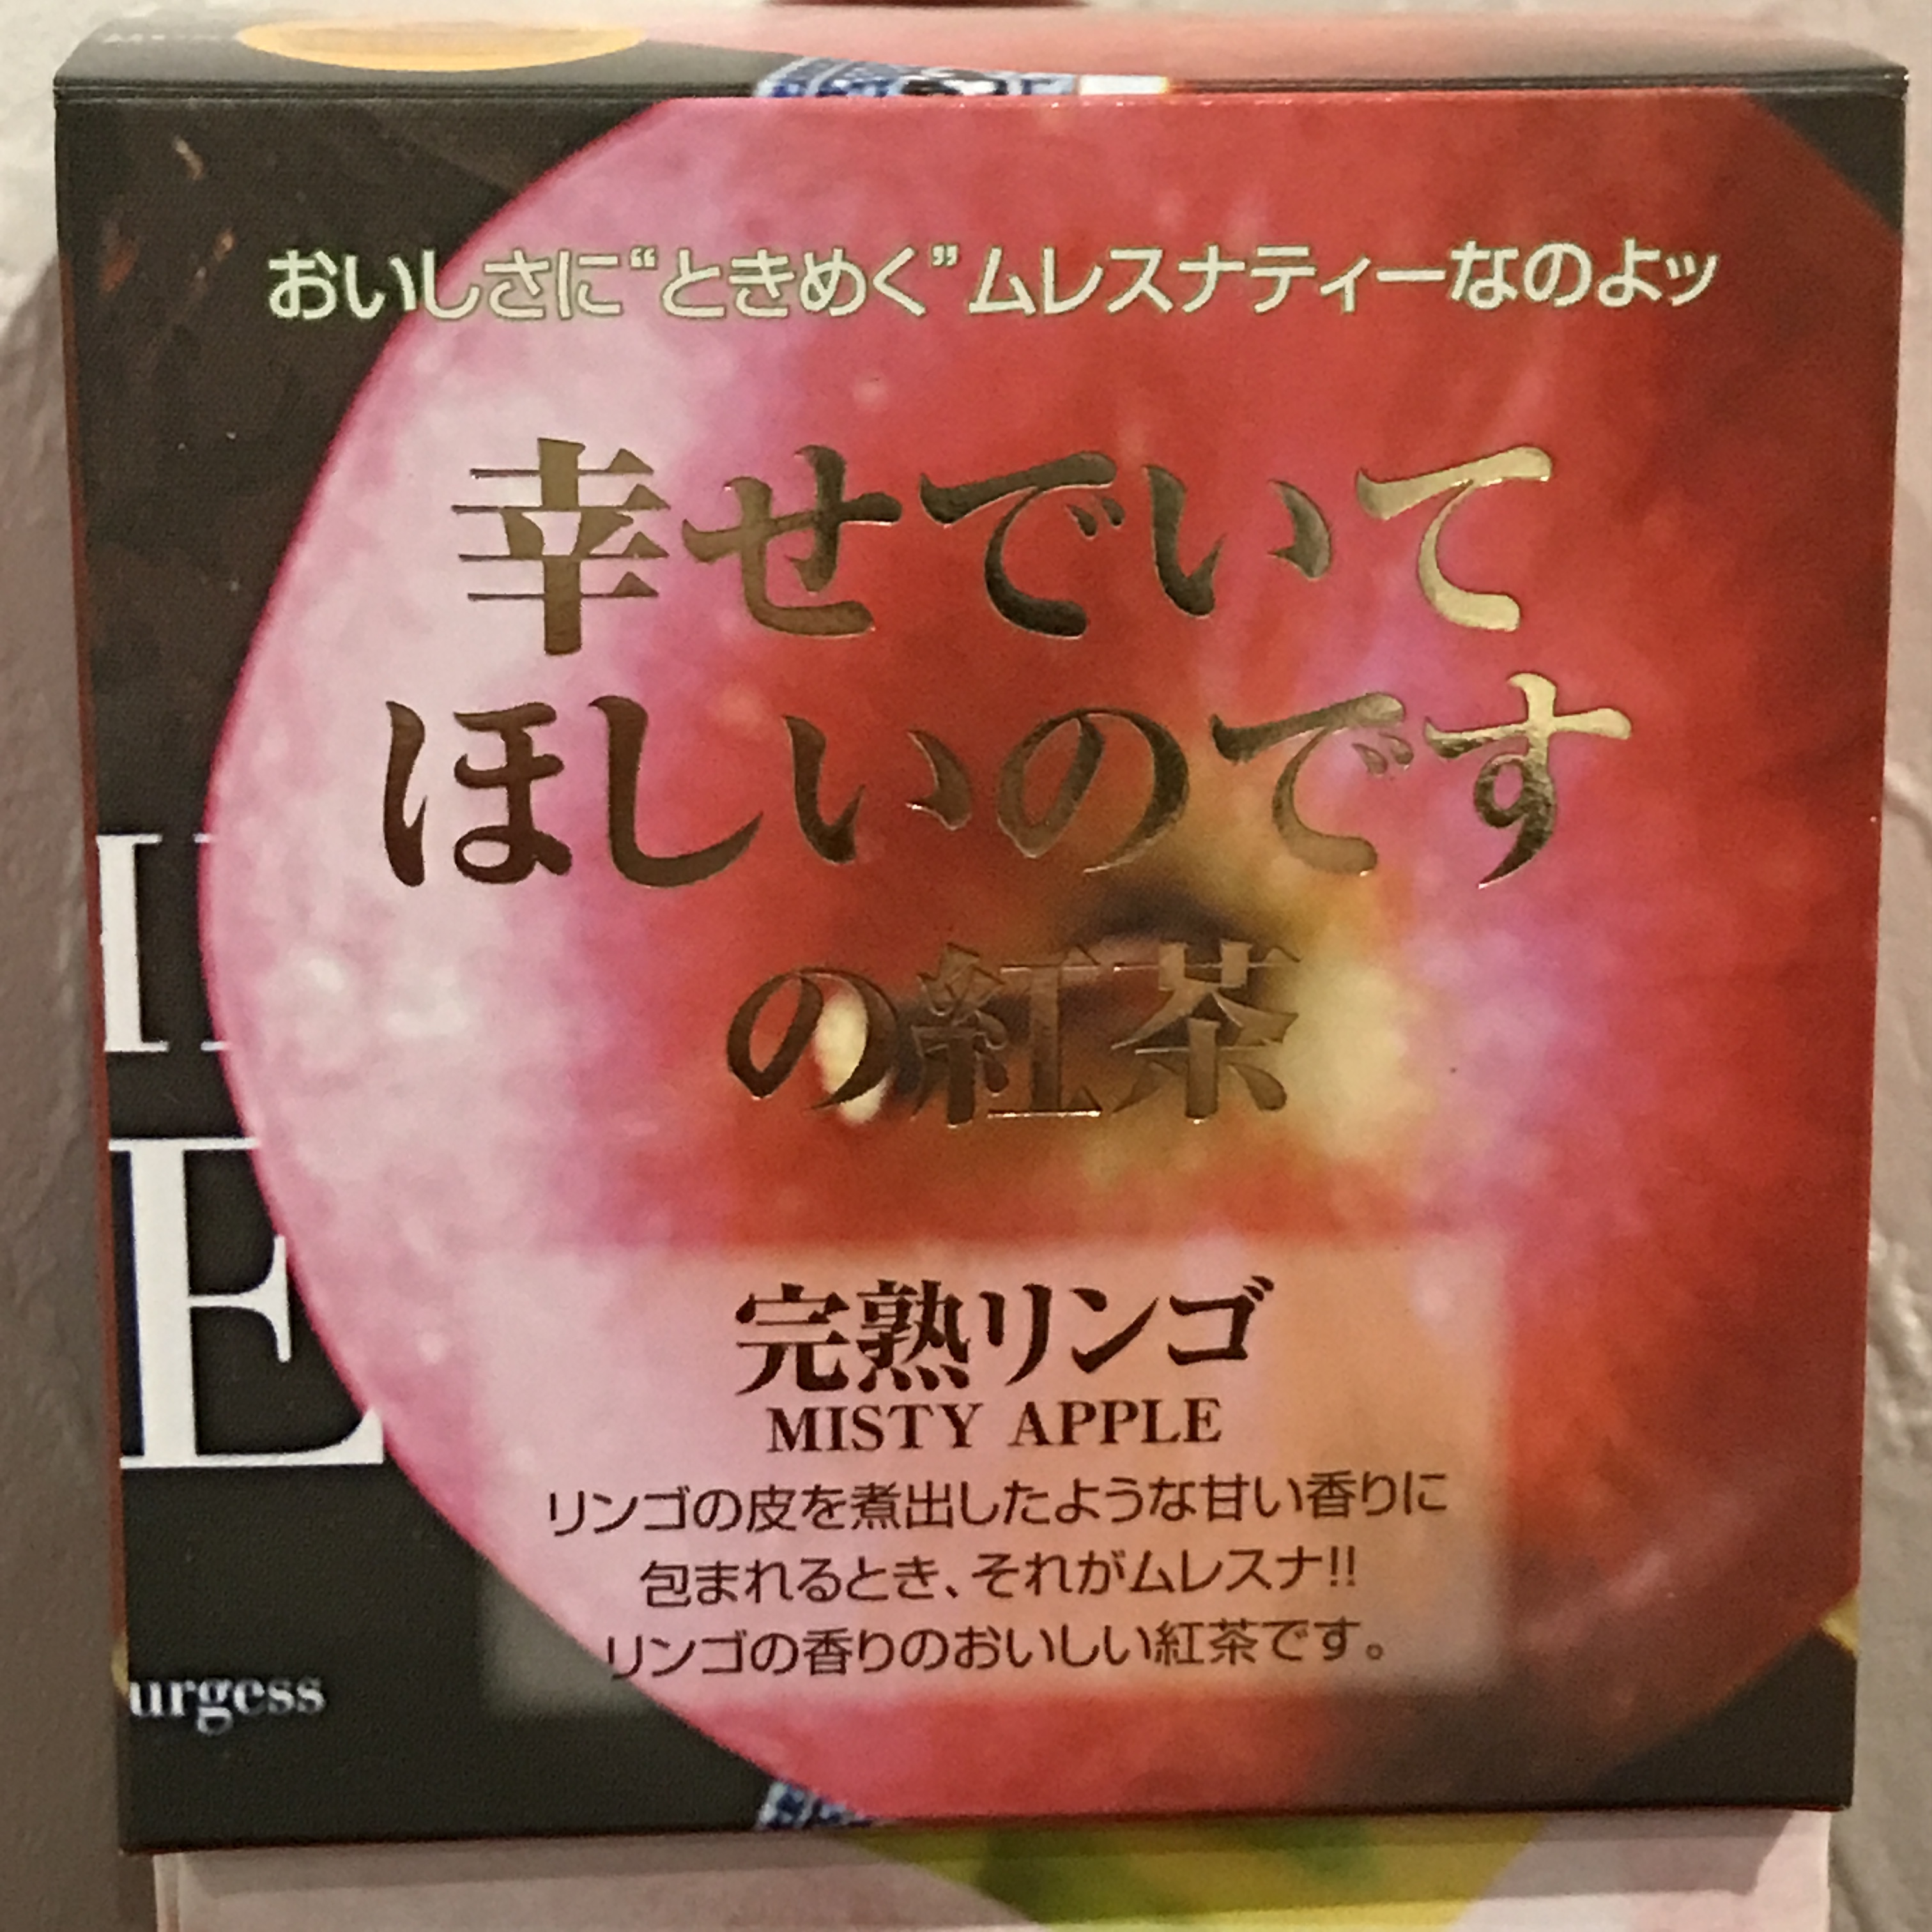 おいしさに“ときめく”ムレスナティーなのよッ
幸せでいて
ほしいのです
の紅茶
完熟リンゴ
MISTY APPLE
リンゴの皮を煮出したような甘い香りに
包まれるとき、それがムレスナ!!
リンゴの香りのおいしい紅茶です。
E
urgess